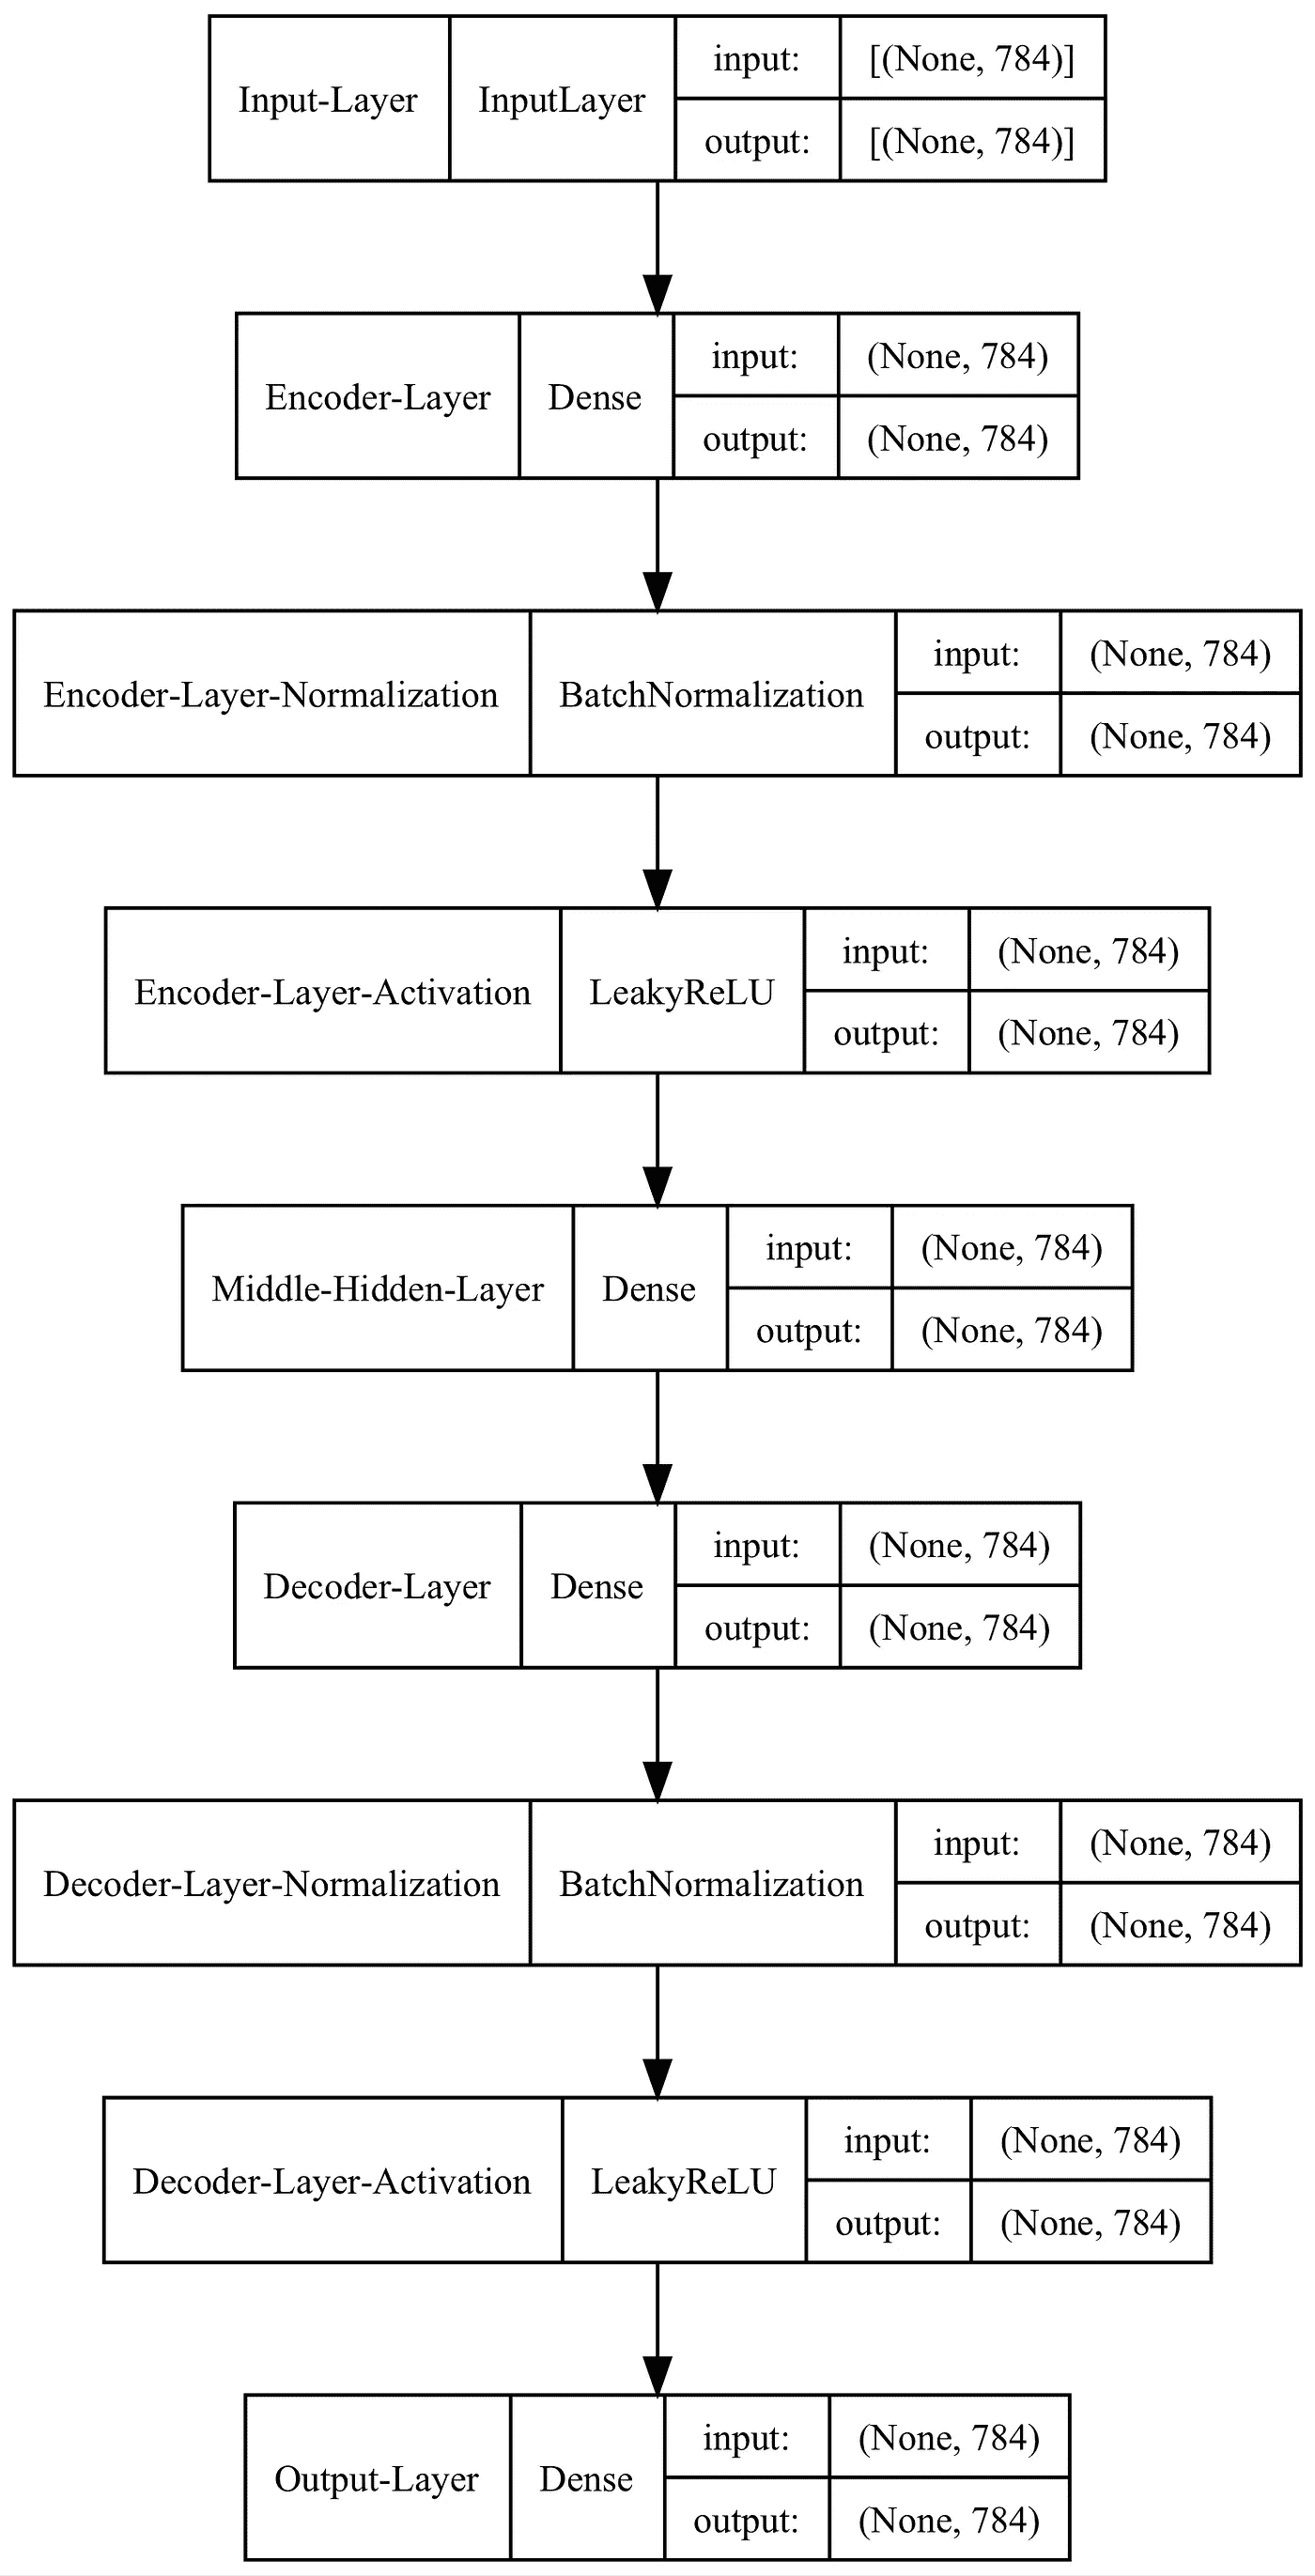 Input-Layer InputLayer input: [(None, 784)]
output: [(None, 784)]
Encoder-Layer Dense input: (None, 784)
output: (None, 784)
Encoder-Layer-Normalization BatchNormalization input: (None, 784)
output: (None, 784)
Encoder-Layer-Activation LeakyReLU input: (None, 784)
output: (None, 784)
Middle-Hidden-Layer Dense input: (None, 784)
output: (None, 784)
Decoder-Layer Dense input: (None, 784)
output: (None, 784)
Decoder-Layer-Normalization BatchNormalization input: (None, 784)
output: (None, 784)
Decoder-Layer-Activation LeakyReLU input: (None, 784)
output: (None, 784)
Output-Layer Dense input: (None, 784)
output: (None, 784)